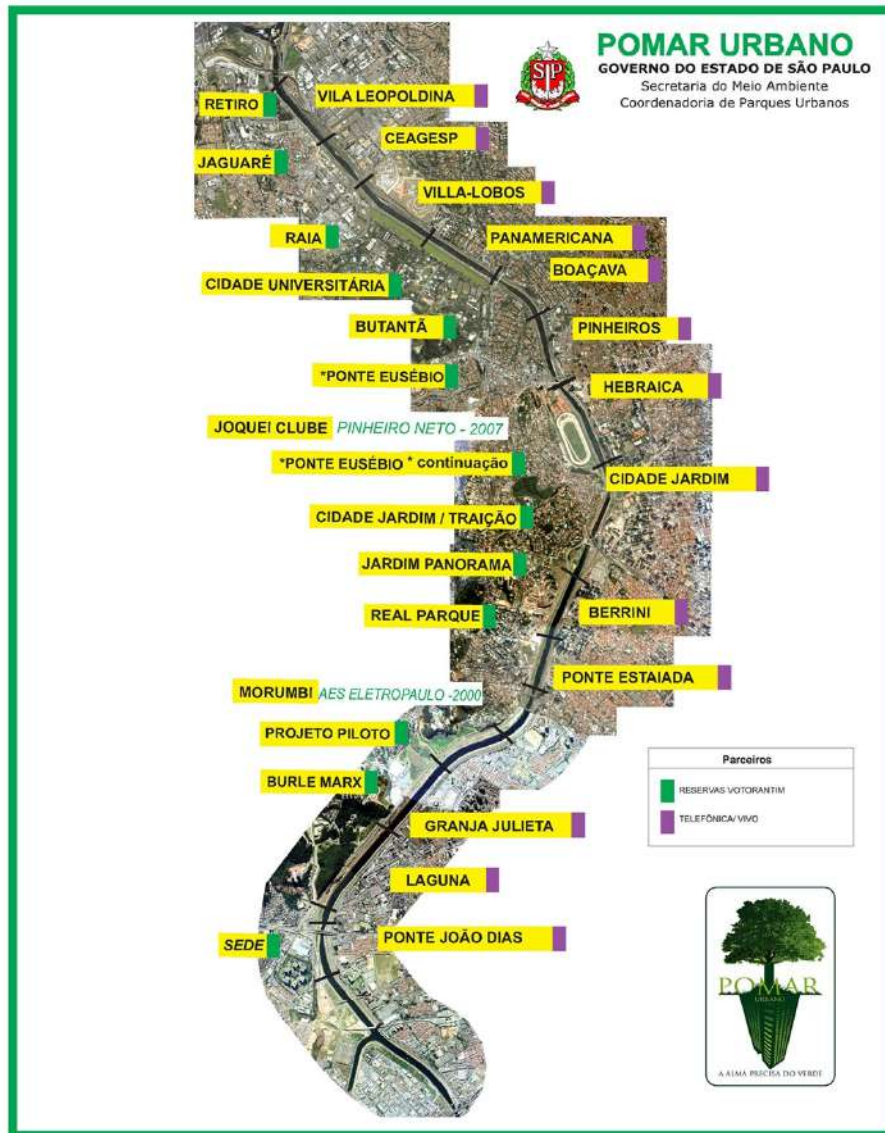 POMAR URBANO
GOVERNO DO ESTADO DE SÃO PAULO
Secretaria do Meio Ambiente
Coordenadoria de Parques Urbanos
SP
RETIRO
VILA LEOPOLDINA
CEAGESP
JAGUARÉ
VILLA-LOBOS
RAIA
PANAMERICANA
BOAÇAVA
CIDADE UNIVERSITÁRIA
BUTANTÃ
PINHEIROS
*PONTE EUSÉBIO
HEBRAICA
JOQUEI CLUBE PINHEIRO NETO - 2007
*PONTE EUSÉBIO * continuação
CIDADE JARDIM
CIDADE JARDIM / TRAIÇÃO
JARDIM PANORAMA
REAL PARQUE
BERRINI
PONTE ESTAIADA
MORUMBI AES ELETROPAULO -2000
PROJETO PILOTO
BURLE MARX
GRANJA JULIETA
LAGUNA
SEDE
PONTE JOÃO DIAS
Parceiros
RESERVAS VOTORANTIM
TELEFÔNICA/ VIVO
POMAR
URBANO
A ALMA PRECISA DO VERDE